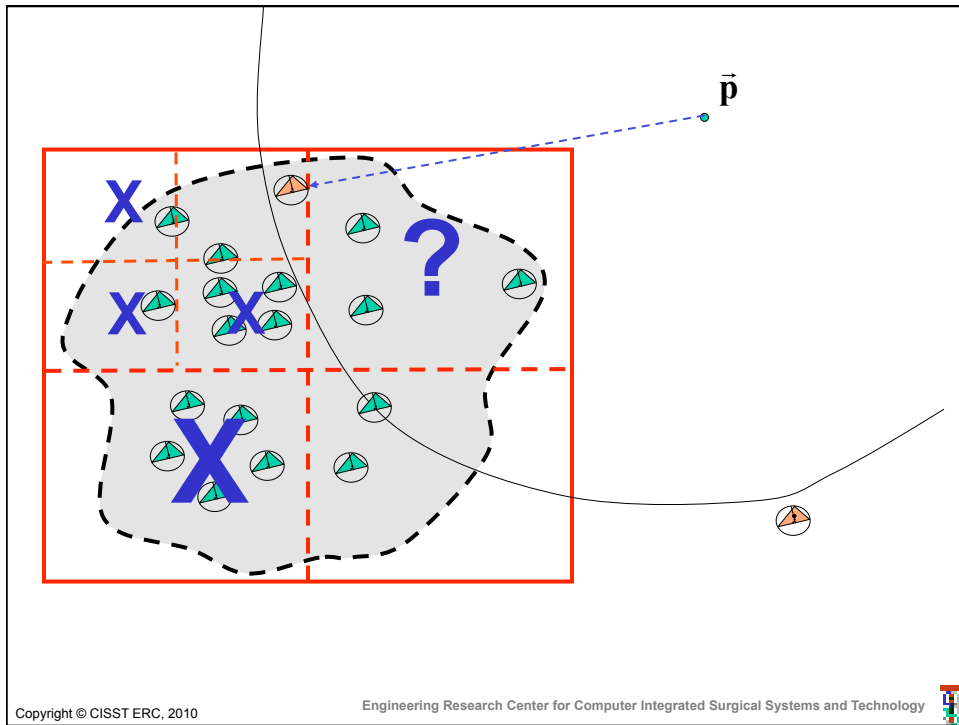 p⃗
X
?
X X
X
Copyright © CISST ERC, 2010
Engineering Research Center for Computer Integrated Surgical Systems and Technology